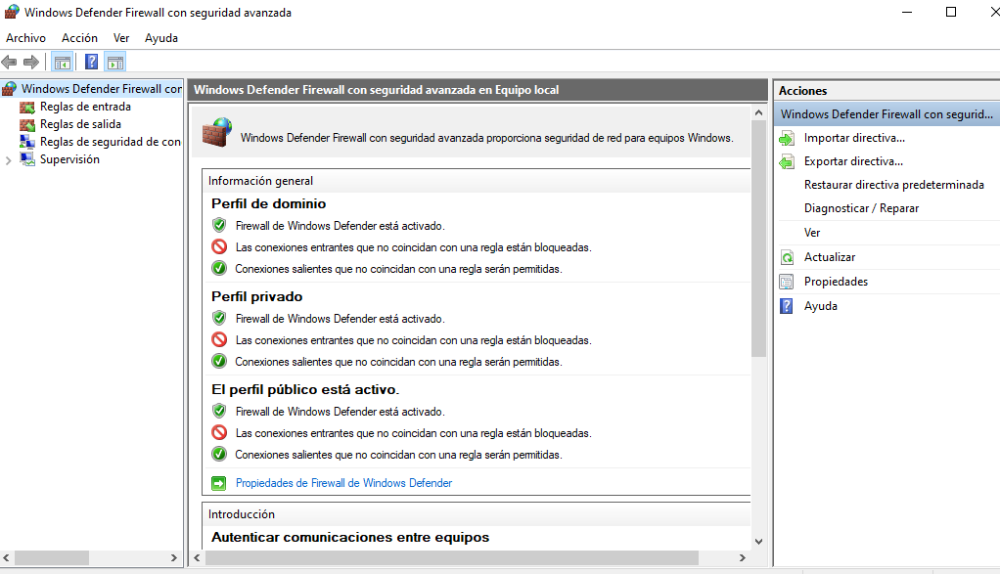 Windows Defender Firewall con seguridad avanzada
Archivo Acción Ver Ayuda
Windows Defender Firewall cor
Reglas de entrada
Reglas de salida
Reglas de seguridad de con
Supervisión
Windows Defender Firewall con seguridad avanzada en Equipo local
Windows Defender Firewall con seguridad avanzada proporciona seguridad de red para equipos Windows.
Información general
Perfil de dominio
Firewall de Windows Defender está activado.
Las conexiones entrantes que no coincidan con una regla están bloqueadas.
Conexiones salientes que no coincidan con una regla serán permitidas.
Perfil privado
Firewall de Windows Defender está activado.
Las conexiones entrantes que no coincidan con una regla están bloqueadas.
Conexiones salientes que no coincidan con una regla serán permitidas.
El perfil público está activo.
Firewall de Windows Defender está activado.
Las conexiones entrantes que no coincidan con una regla están bloqueadas.
Conexiones salientes que no coincidan con una regla serán permitidas.
Propiedades de Firewall de Windows Defender
Introducción
Autenticar comunicaciones entre equipos
Acciones
Windows Defender Firewall con segurid...
Importar directiva...
Exportar directiva...
Restaurar directiva predeterminada
Diagnosticar / Reparar
Ver
Actualizar
Propiedades
Ayuda